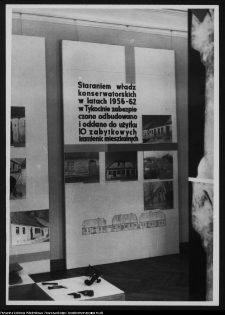 Staraniem władz
konserwatorskich
w latach 1956-62
w Tykocinie zabezpie
czono odbudowano
i oddano do użytku
10 zabytkowych
kamienic mieszkalnych